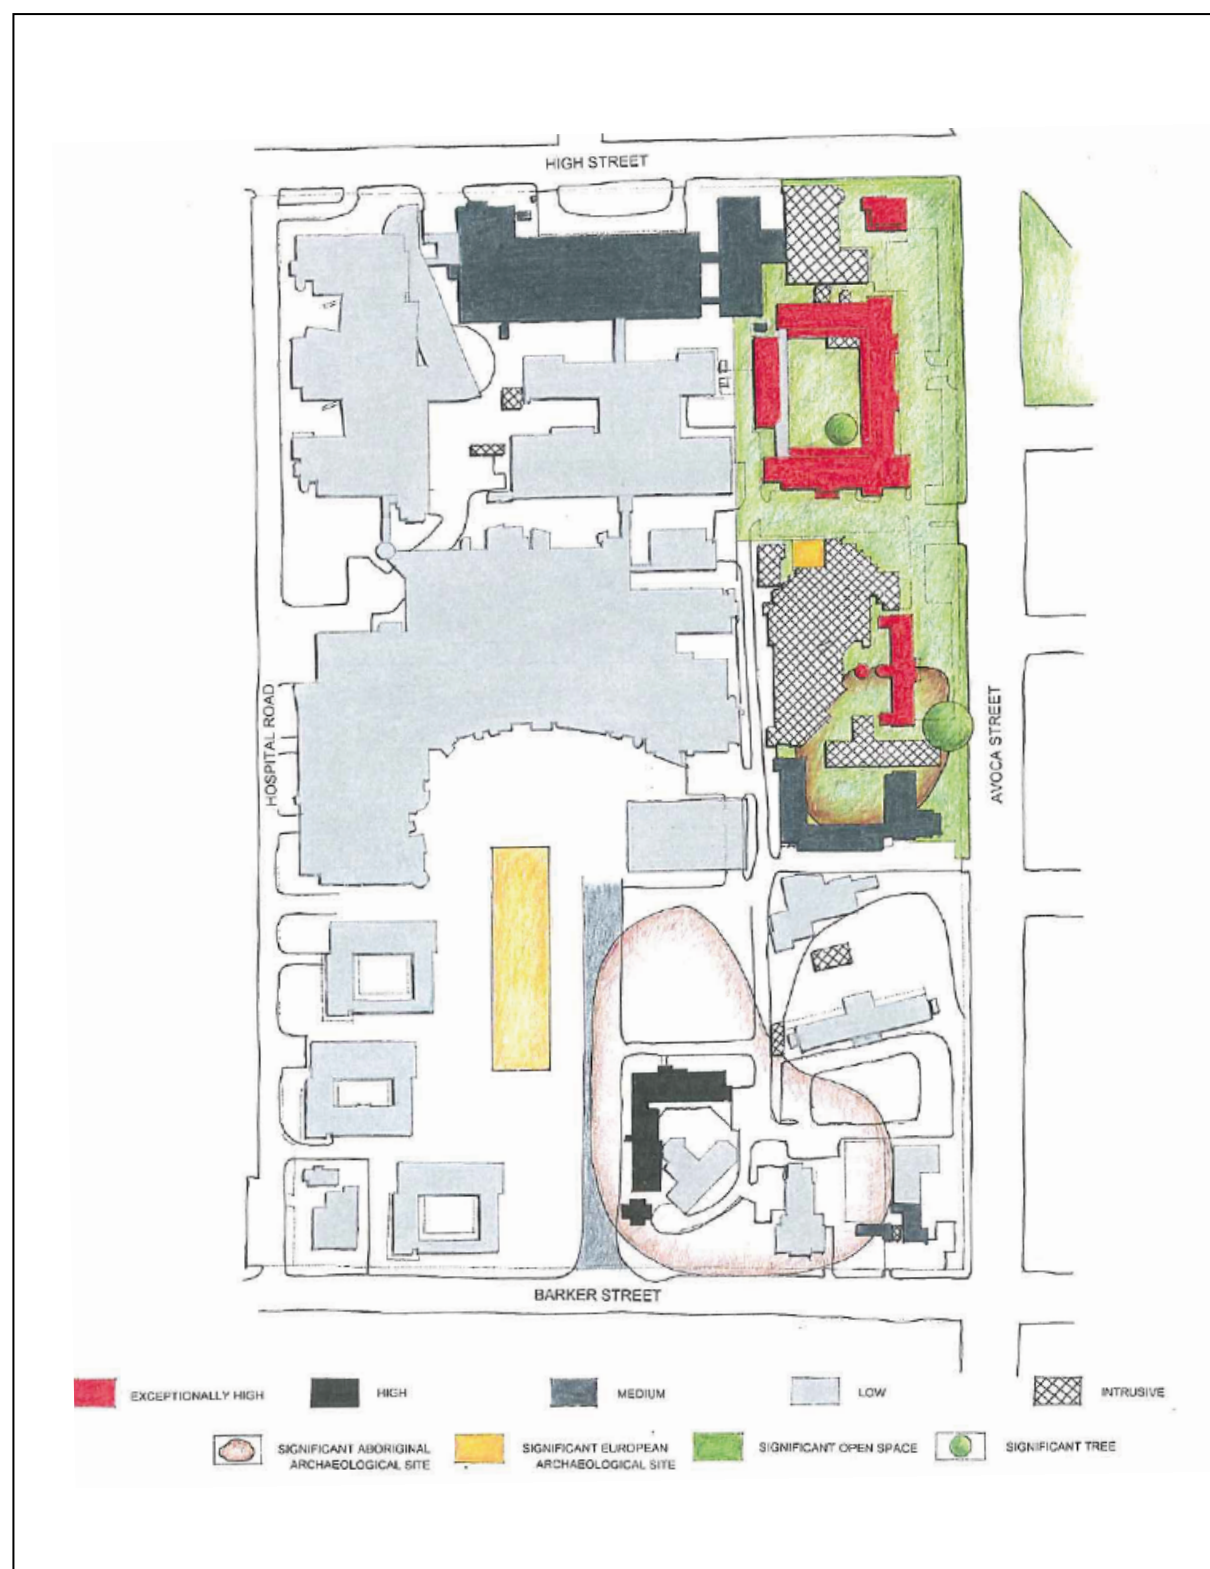 HIGH STREET
HOSPITAL ROAD
AVOCA STREET
BARKER STREET
EXCEPTIONALLY HIGH
HIGH
MEDIUM
LOW
INTRUSIVE
SIGNIFICANT ABORIGINAL
ARCHAEOLOGICAL SITE
SIGNIFICANT EUROPEAN
ARCHAEOLOGICAL SITE
SIGNIFICANT OPEN SPACE
SIGNIFICANT TREE